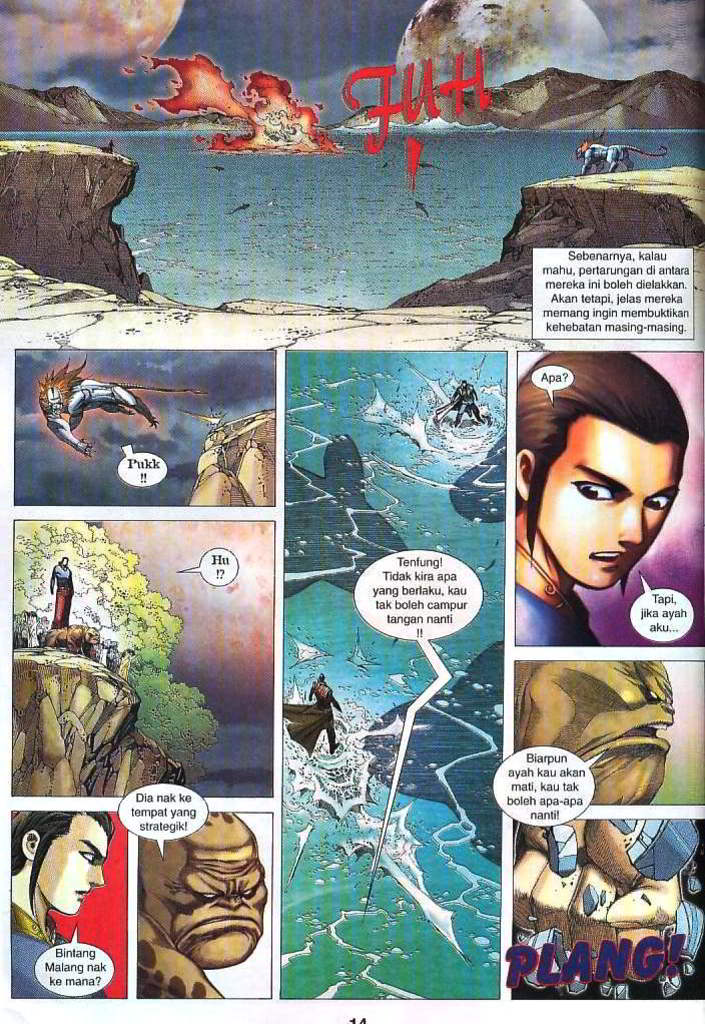 FUH
!
Sebenarnya, kalau
mahu, pertarungan di antara
mereka ini boleh dielakkan.
Akan tetapi, jelas mereka
memang ingin membuktikan
kehebatan masing-masing.
Pukk
!!
Hu
!?
Dia nak ke
tempat yang
strategik!
Bintang
Malang nak
ke mana?
Tenfung!
Tidak kira apa
yang berlaku, kau
tak boleh campur
tangan nanti
!!
Apa?
Tapi,
jika ayah
aku...
Biarpun
ayah kau akan
mati, kau tak
boleh apa-apa
nanti!
PLANG!
14